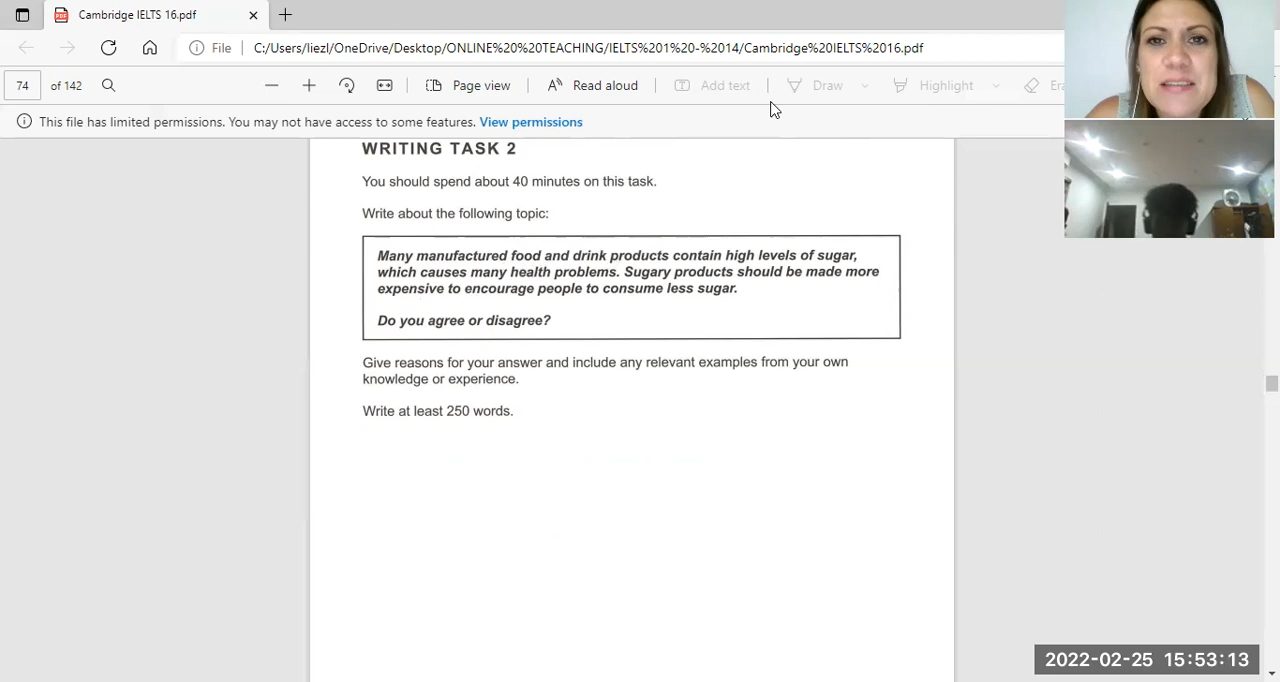 Cambridge IELTS 16.pdf
File
C:/Users/liezl/OneDrive/Desktop/ONLINE%20%20TEACHING/IELTS%201%20-%2014/Cambridge%20IELTS%2016.pdf
74 of 142
Page view
Read aloud
Add text
Draw
Highlight
This file has limited permissions. You may not have access to some features. View permissions
WRITING TASK 2
You should spend about 40 minutes on this task.
Write about the following topic:
Many manufactured food and drink products contain high levels of sugar,
which causes many health problems. Sugary products should be made more
expensive to encourage people to consume less sugar.
Do you agree or disagree?
Give reasons for your answer and include any relevant examples from your own
knowledge or experience.
Write at least 250 words.
2022-02-25 15:53:13